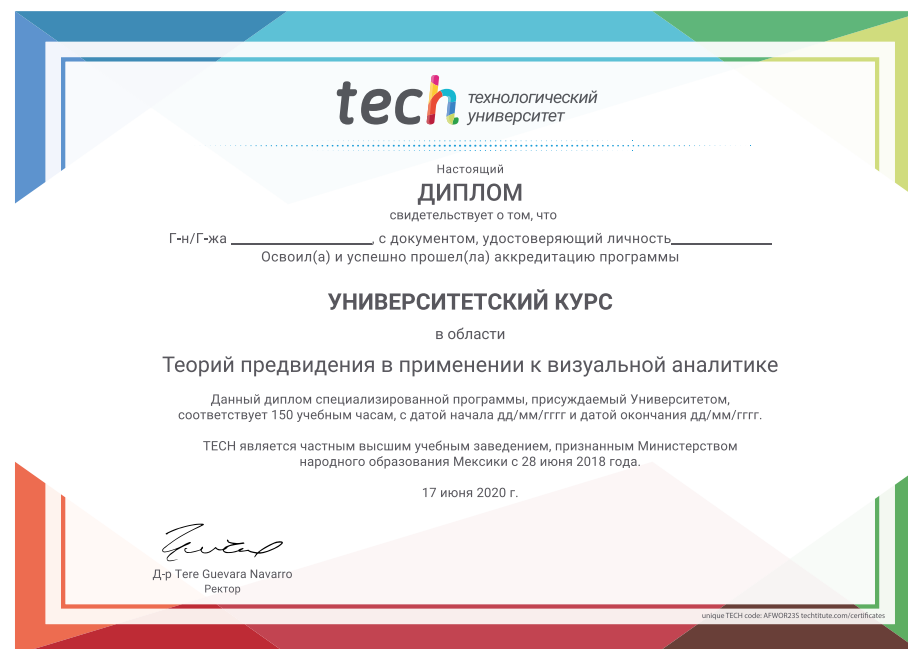 tech технологический
университет
Настоящий
ДИПЛОМ
свидетельствует о том, что
Г-н/Г-жа ____________________, с документом, удостоверяющий личность______________
Освоил(а) и успешно прошел(ла) аккредитацию программы
УНИВЕРСИТЕТСКИЙ КУРС
в области
Теорий предвидения в применении к визуальной аналитике
Данный диплом специализированной программы, присуждаемый Университетом,
соответствует 150 учебным часам, с датой начала дд/мм/гггг и датой окончания дд/мм/гггг.
TECH является частным высшим учебным заведением, признанным Министерством
народного образования Мексики с 28 июня 2018 года.
17 июня 2020 г.
Д-р Tere Guevara Navarro
Ректор
unique TECH code: AFWOR23S techtitute.com/certificates